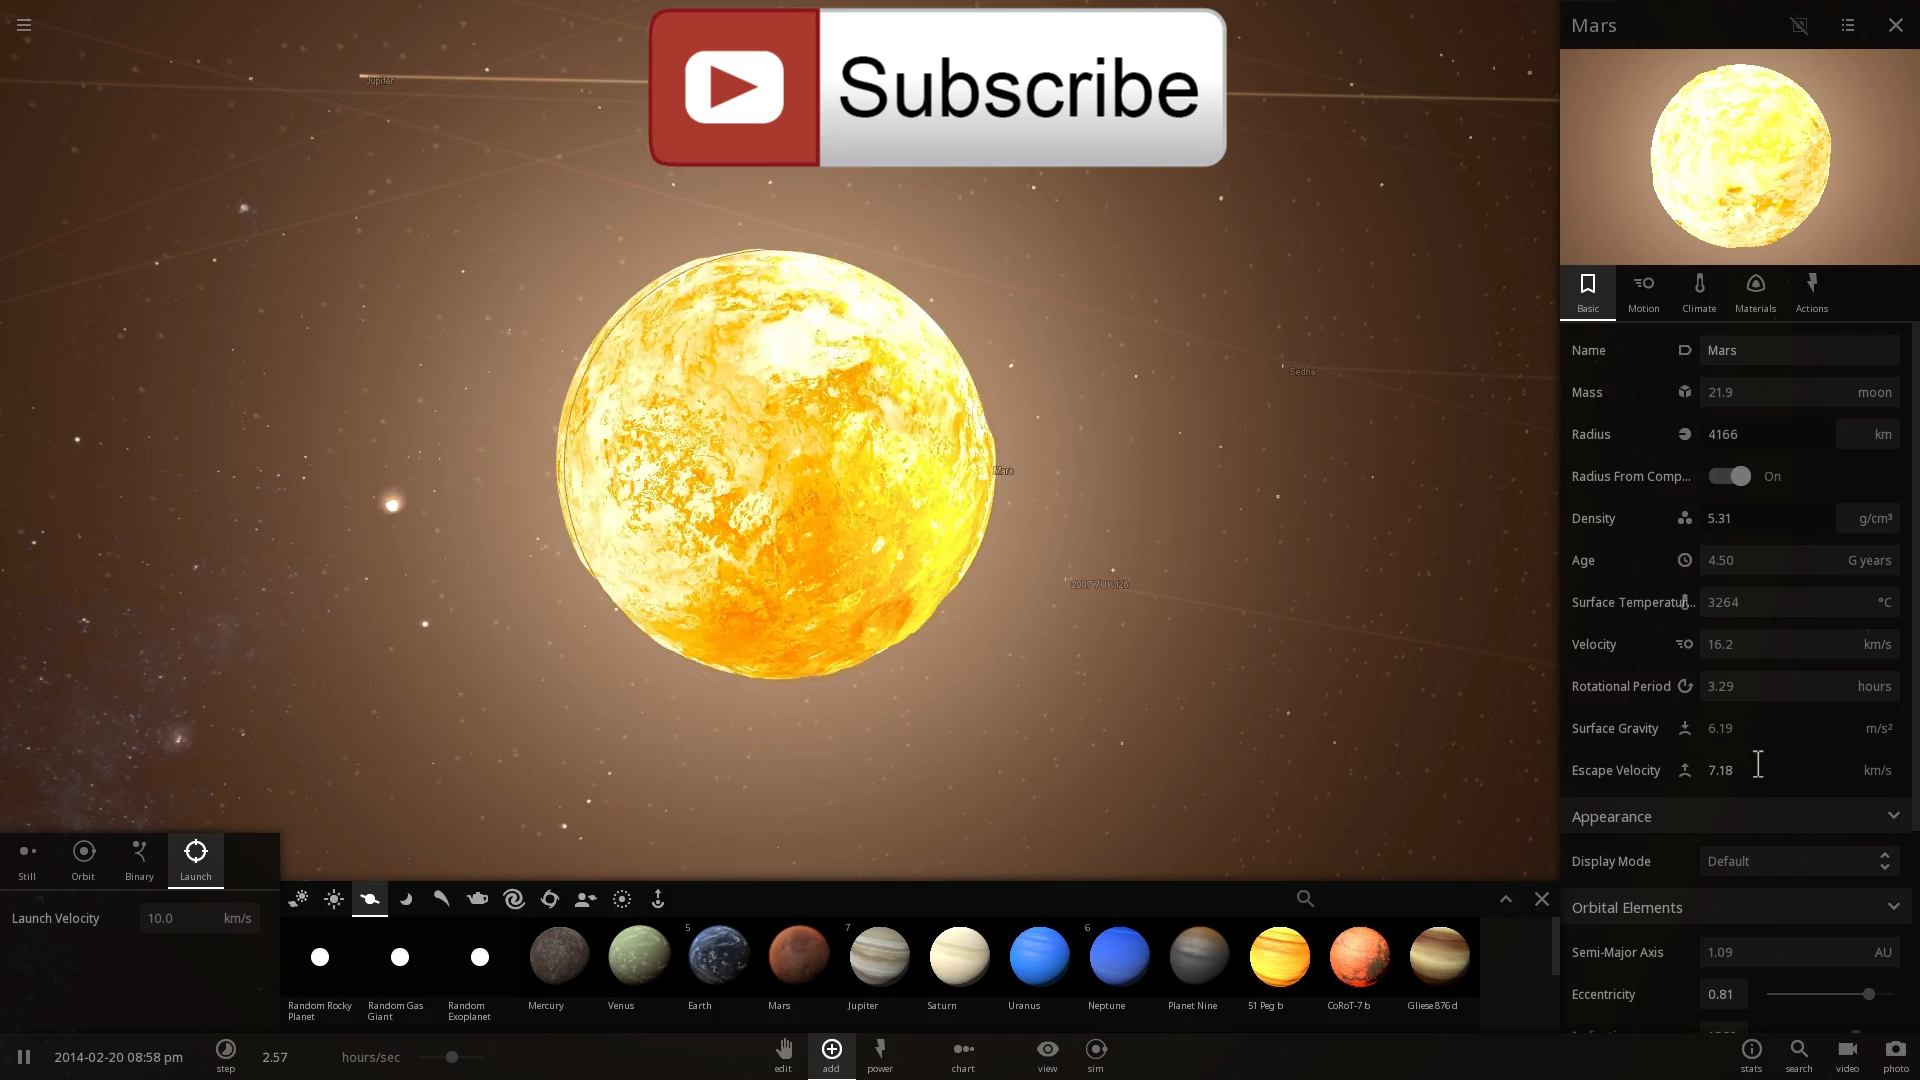 Subscribe
Jupiter
Sedna
Mars
2007 7UK126
Mars
Basic
Motion
Climate
Materials
Actions
Name Mars
Mass 21.9 moon
Radius 4166 km
Radius From Comp... On
Density 5.31 g/cm³
Age 4.50 G years
Surface Temperatur... 3264 °C
Velocity 16.2 km/s
Rotational Period 3.29 hours
Surface Gravity 6.19 m/s²
Escape Velocity 7.18 km/s
Appearance
Display Mode Default
Orbital Elements
Semi-Major Axis 1.09 AU
Eccentricity 0.81
Still
Orbit
Binary
Launch
Launch Velocity 10.0 km/s
5
7
6
Random Rocky
Planet
Random Gas
Giant
Random
Exoplanet
Mercury
Venus
Earth
Mars
Jupiter
Saturn
Uranus
Neptune
Planet Nine
51 Peg b
CoRoT-7 b
Gliese 876 d
2014-02-20 08:58 pm
step
2.57 hours/sec
edit
add
power
chart
view
sim
stats
search
video
photo